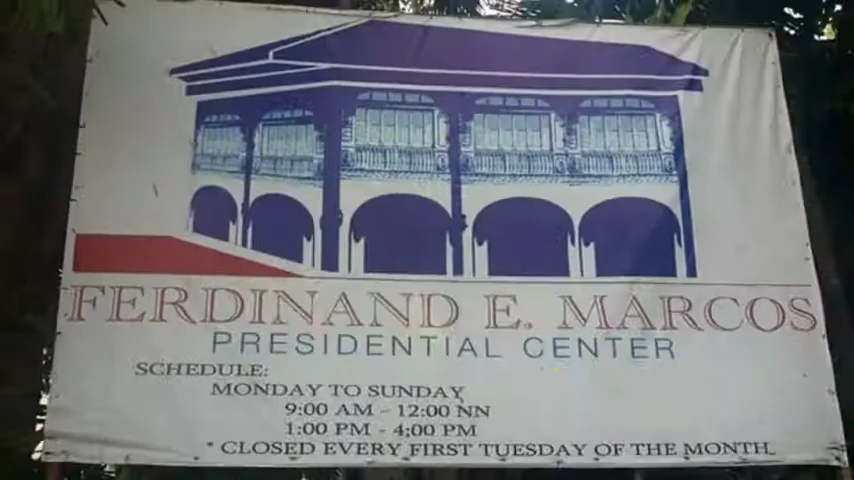 FERDINAND E. MARCOS
PRESIDENTIAL CENTER
SCHEDULE:
MONDAY TO SUNDAY
9:00 AM - 12:00 NN
1:00 PM - 4;00 PM
* CLOSED EVERY FIRST TUESDAY OF THE MONTH.